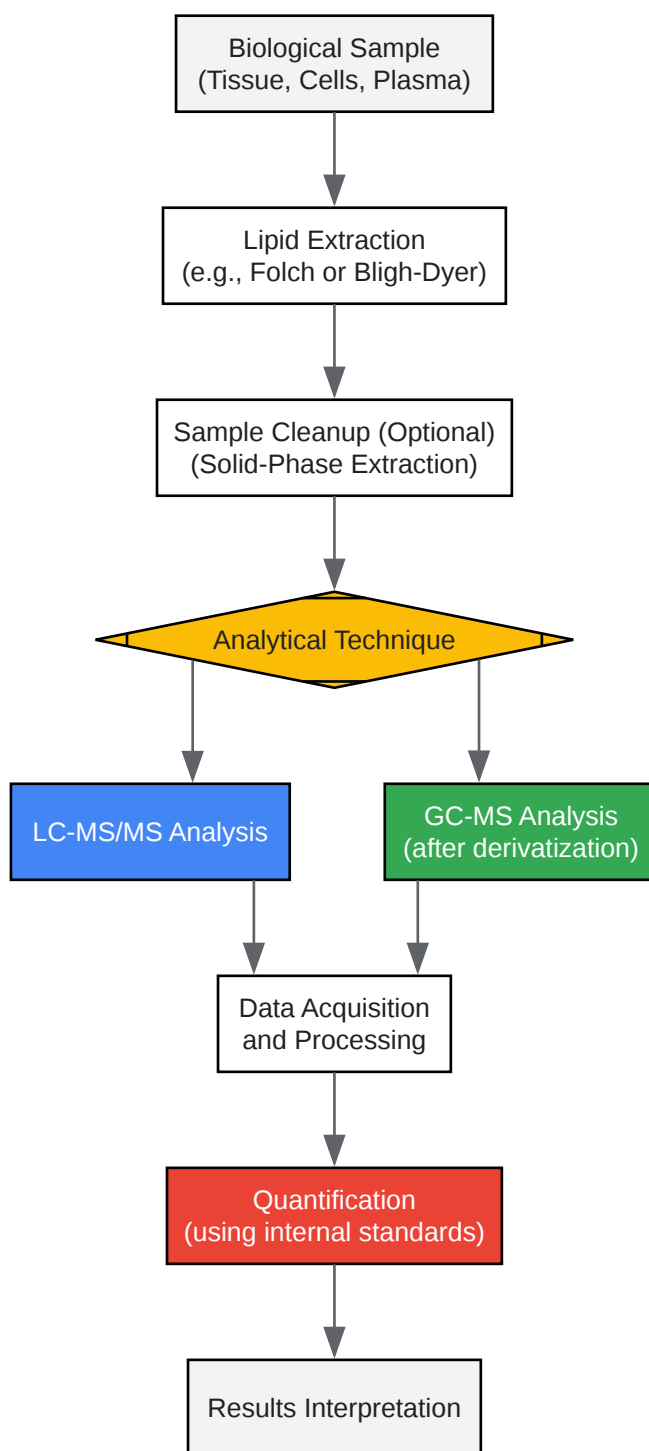 Biological Sample
(Tissue, Cells, Plasma)
Lipid Extraction
(e.g., Folch or Bligh-Dyer)
Sample Cleanup (Optional)
(Solid-Phase Extraction)
Analytical Technique
LC-MS/MS Analysis
GC-MS Analysis
(after derivatization)
Data Acquisition
and Processing
Quantification
(using internal standards)
Results Interpretation